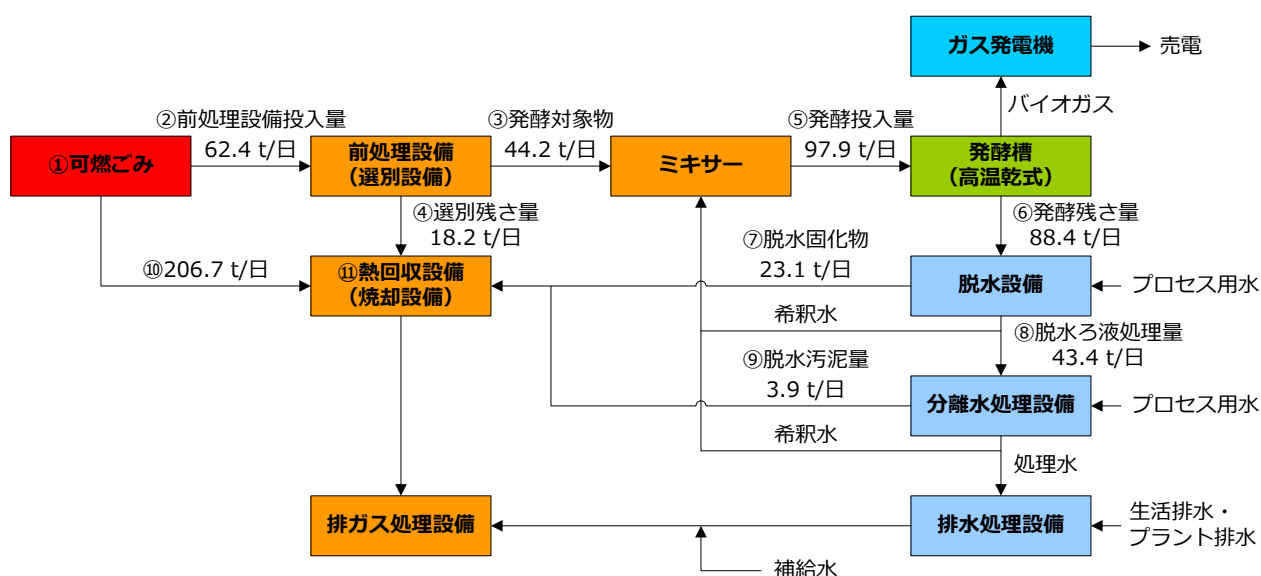 ガス発電機
売電
バイオガス
②前処理設備投入量
62.4 t/日
③発酵対象物
44.2 t/日
⑤発酵投入量
97.9 t/日
①可燃ごみ
前処理設備
(選別設備)
ミキサー
発酵槽
(高温乾式)
④選別残さ量
18.2 t/日
⑥発酵残さ量
88.4 t/日
⑦脱水固化物
23.1 t/日
⑩206.7 t/日
⑪熱回収設備
(焼却設備)
脱水設備
プロセス用水
希釈水
⑧脱水ろ液処理量
43.4 t/日
⑨脱水汚泥量
3.9 t/日
分離水処理設備
プロセス用水
希釈水
処理水
排ガス処理設備
排水処理設備
生活排水・
プラント排水
補給水